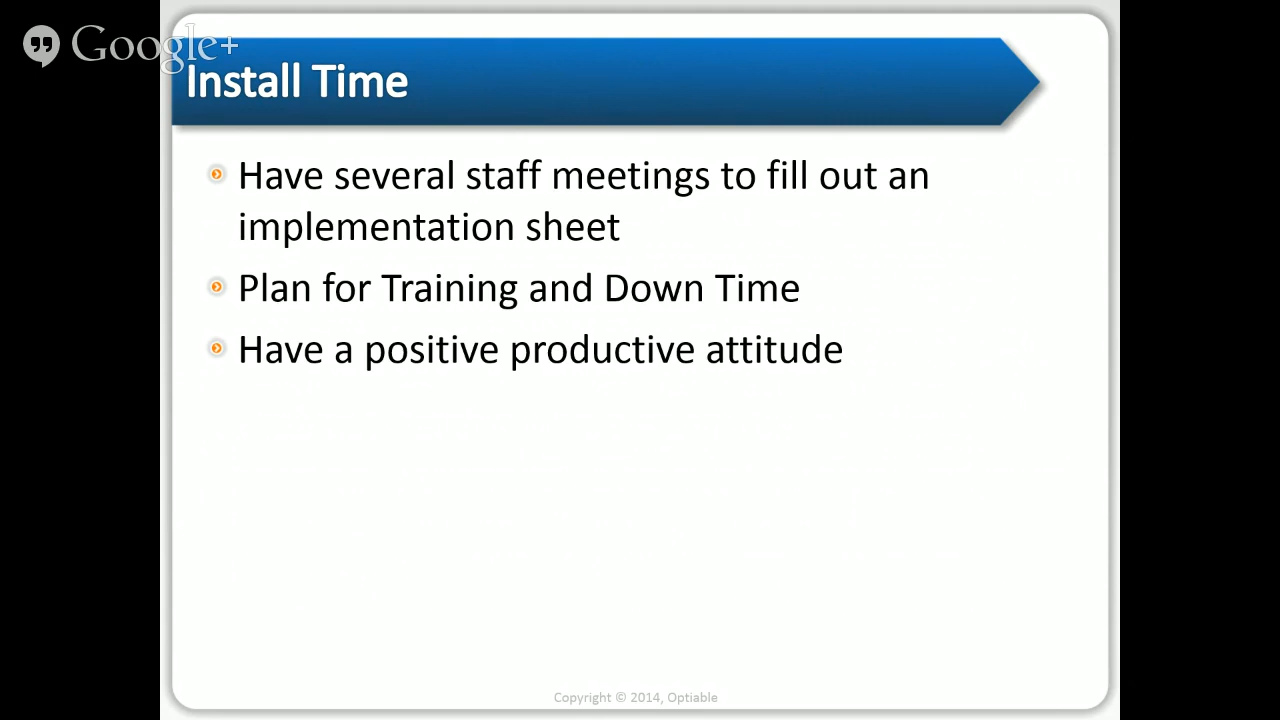 Google+
Install Time
Have several staff meetings to fill out an
implementation sheet
Plan for Training and Down Time
Have a positive productive attitude
Copyright © 2014, Optiable